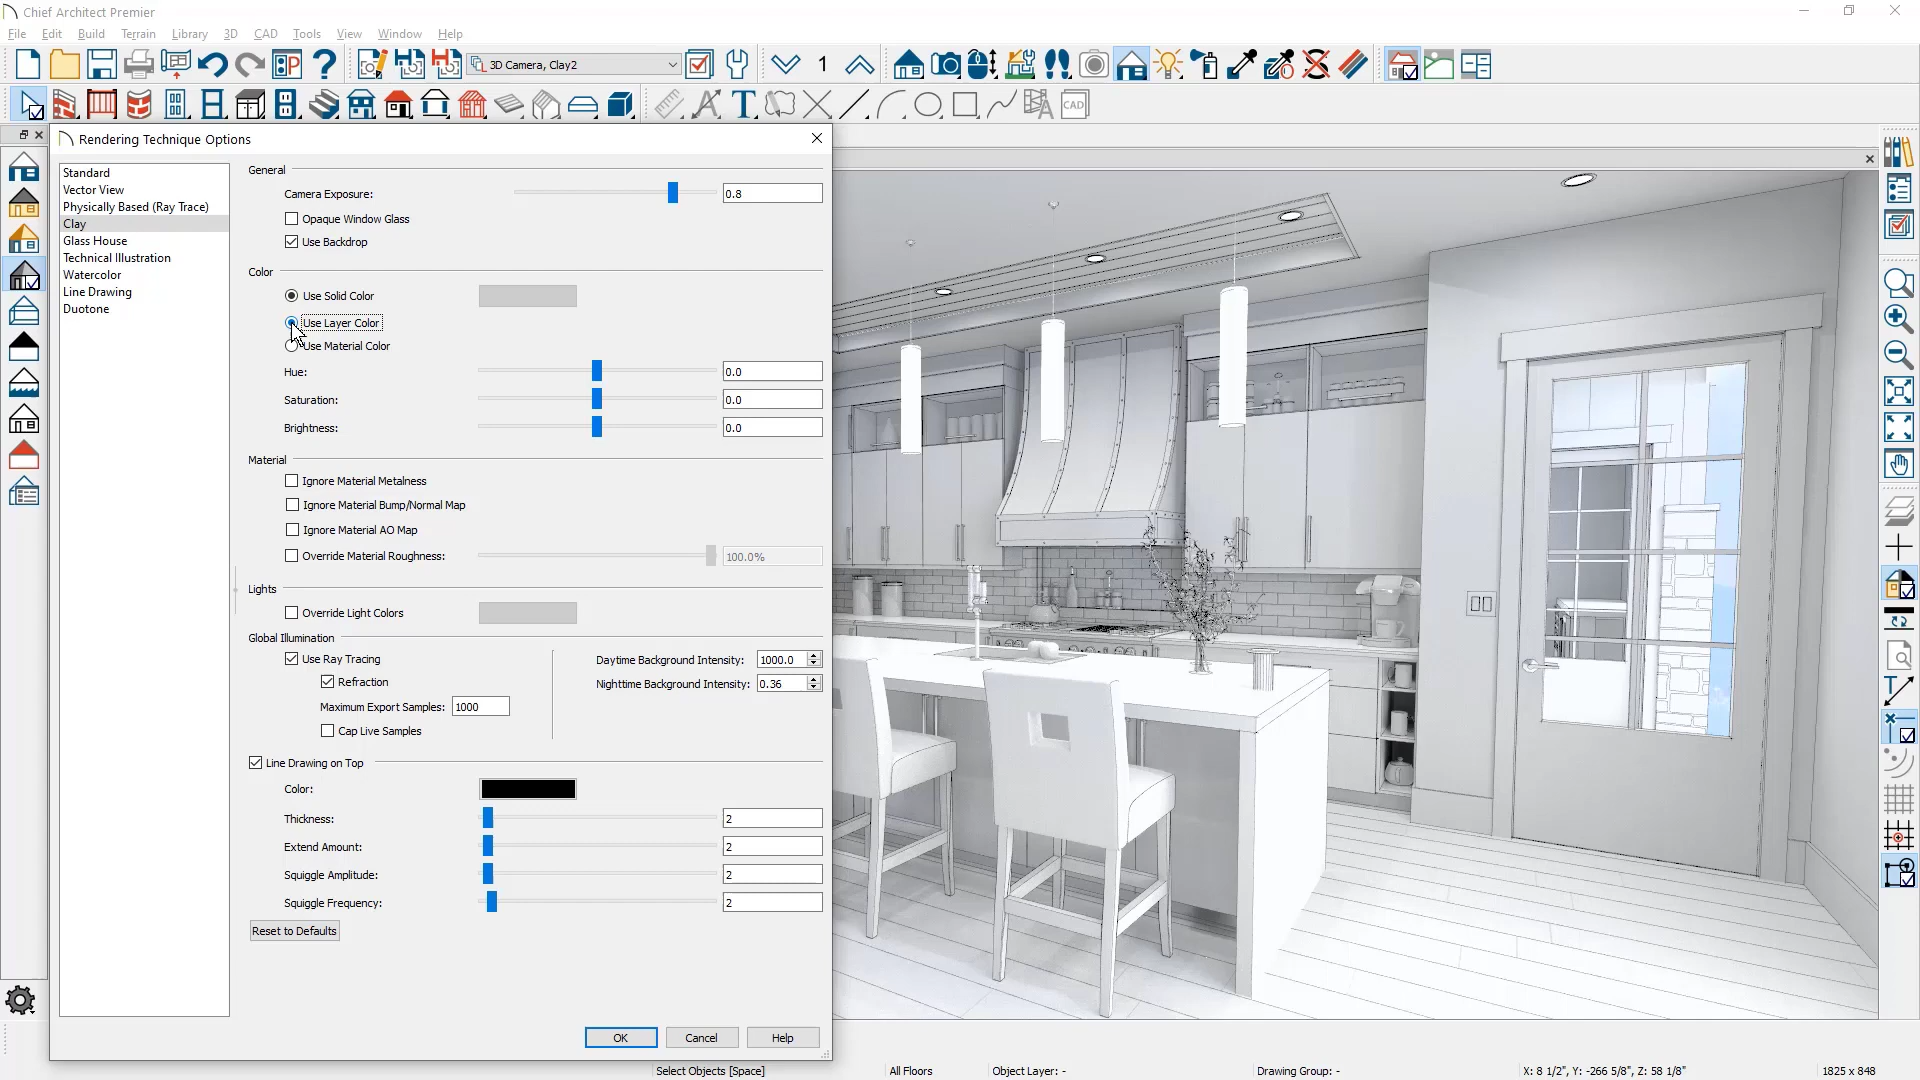 Chief Architect Premier
File Edit Build Terrain Library 3D CAD Tools View Window Help
3D Camera, Clay2
1
CAD
Rendering Technique Options
Standard
Vector View
Physically Based (Ray Trace)
Clay
Glass House
Technical Illustration
Watercolor
Line Drawing
Duotone
General
Camera Exposure: 0.8
Opaque Window Glass
Use Backdrop
Color
Use Solid Color
Use Layer Color
Use Material Color
Hue: 0.0
Saturation: 0.0
Brightness: 0.0
Material
Ignore Material Metalness
Ignore Material Bump/Normal Map
Ignore Material AO Map
Override Material Roughness: 100.0%
Lights
Override Light Colors
Global Illumination
Use Ray Tracing
Daytime Background Intensity: 1000.0
Refraction
Nighttime Background Intensity: 0.36
Maximum Export Samples: 1000
Cap Live Samples
Line Drawing on Top
Color:
Thickness: 2
Extend Amount: 2
Squiggle Amplitude: 2
Squiggle Frequency: 2
Reset to Defaults
OK Cancel Help
Select Objects [Space] All Floors Object Layer: - Drawing Group: - X: 8 1/2", Y: -266 5/8", Z: 58 1/8" 1825 x 848